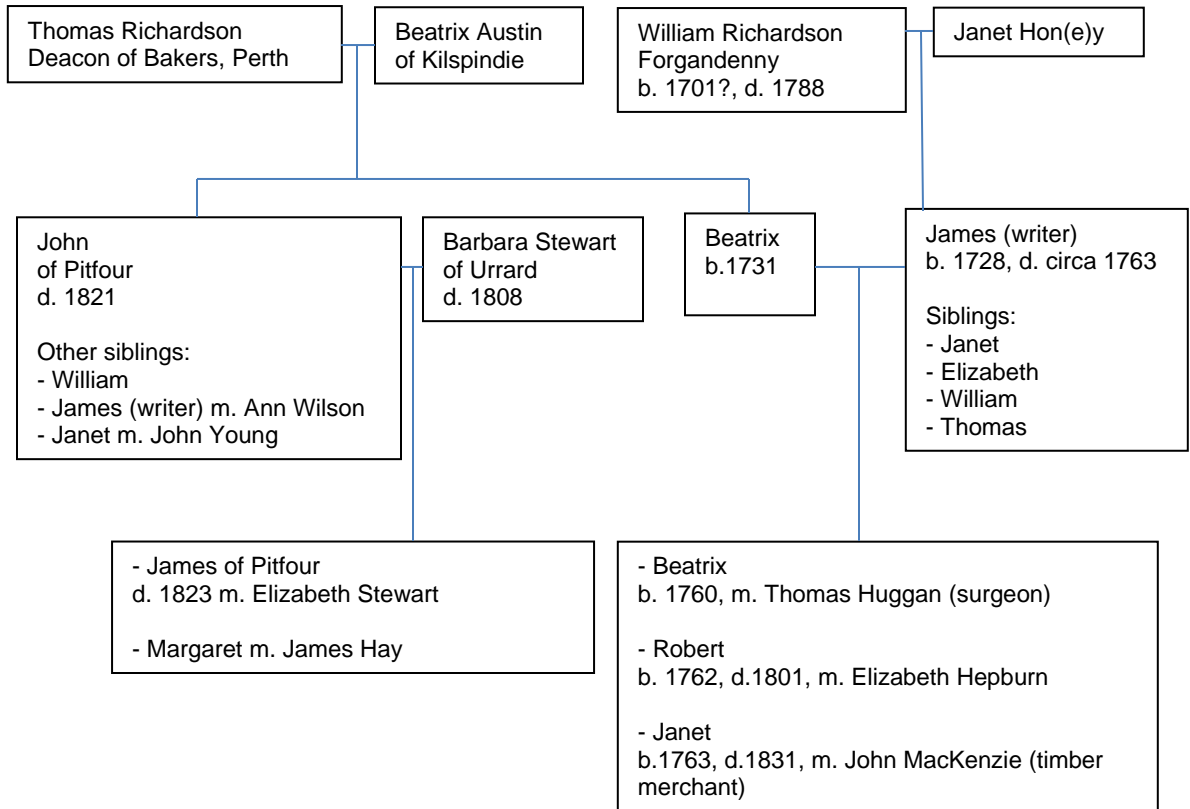 Thomas Richardson
Deacon of Bakers, Perth
Beatrix Austin
of Kilspindie
William Richardson
Forgandenny
b. 1701?, d. 1788
Janet Hon(e)y
John
of Pitfour
d. 1821
Other siblings:
- William
- James (writer) m. Ann Wilson
- Janet m. John Young
Barbara Stewart
of Urrard
d. 1808
Beatrix
b.1731
James (writer)
b. 1728, d. circa 1763
Siblings:
- Janet
- Elizabeth
- William
- Thomas
- James of Pitfour
d. 1823 m. Elizabeth Stewart
- Margaret m. James Hay
- Beatrix
b. 1760, m. Thomas Huggan (surgeon)
- Robert
b. 1762, d.1801, m. Elizabeth Hepburn
- Janet
b.1763, d.1831, m. John MacKenzie (timber
merchant)